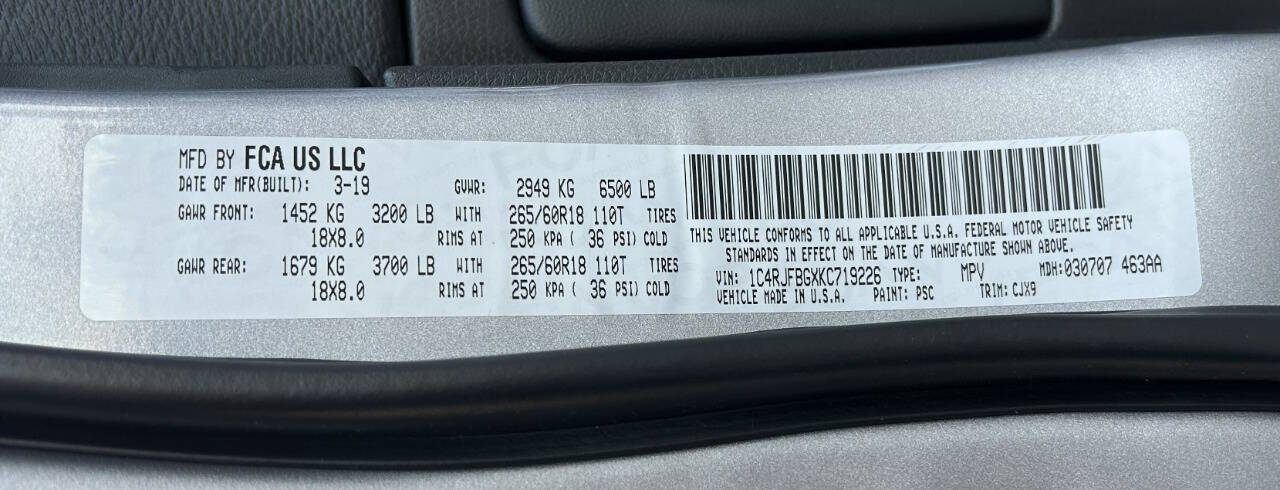 MFD BY FCA US LLC
DATE OF MFR(BUILT): 3-19 GVWR: 2949 KG 6500 LB
GAWR FRONT: 1452 KG 3200 LB WITH 265/60R18 110T TIRES
18X8.0 RIMS AT 250 KPA ( 36 PSI) COLD
GAWR REAR: 1679 KG 3700 LB WITH 265/60R18 110T TIRES
18X8.0 RIMS AT 250 KPA ( 36 PSI) COLD
THIS VEHICLE CONFORMS TO ALL APPLICABLE U.S.A. FEDERAL MOTOR VEHICLE SAFETY
STANDARDS IN EFFECT ON THE DATE OF MANUFACTURE SHOWN ABOVE.
VIN: 1C4RJFBGXKC719226 TYPE: MPV MDH:030707 463AA
VEHICLE MADE IN U.S.A. PAINT: PSC TRIM: CJX9